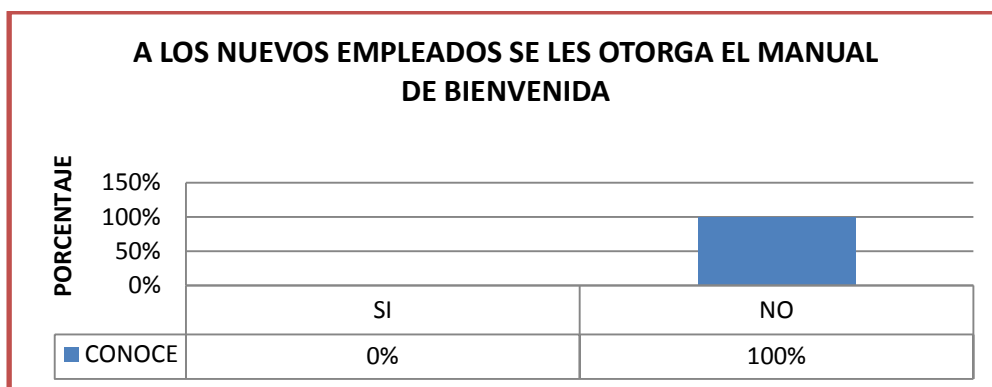 A LOS NUEVOS EMPLEADOS SE LES OTORGA EL MANUAL
DE BIENVENIDA
PORCENTAJE
150%
100%
50%
0%
SI NO
CONOCE 0% 100%